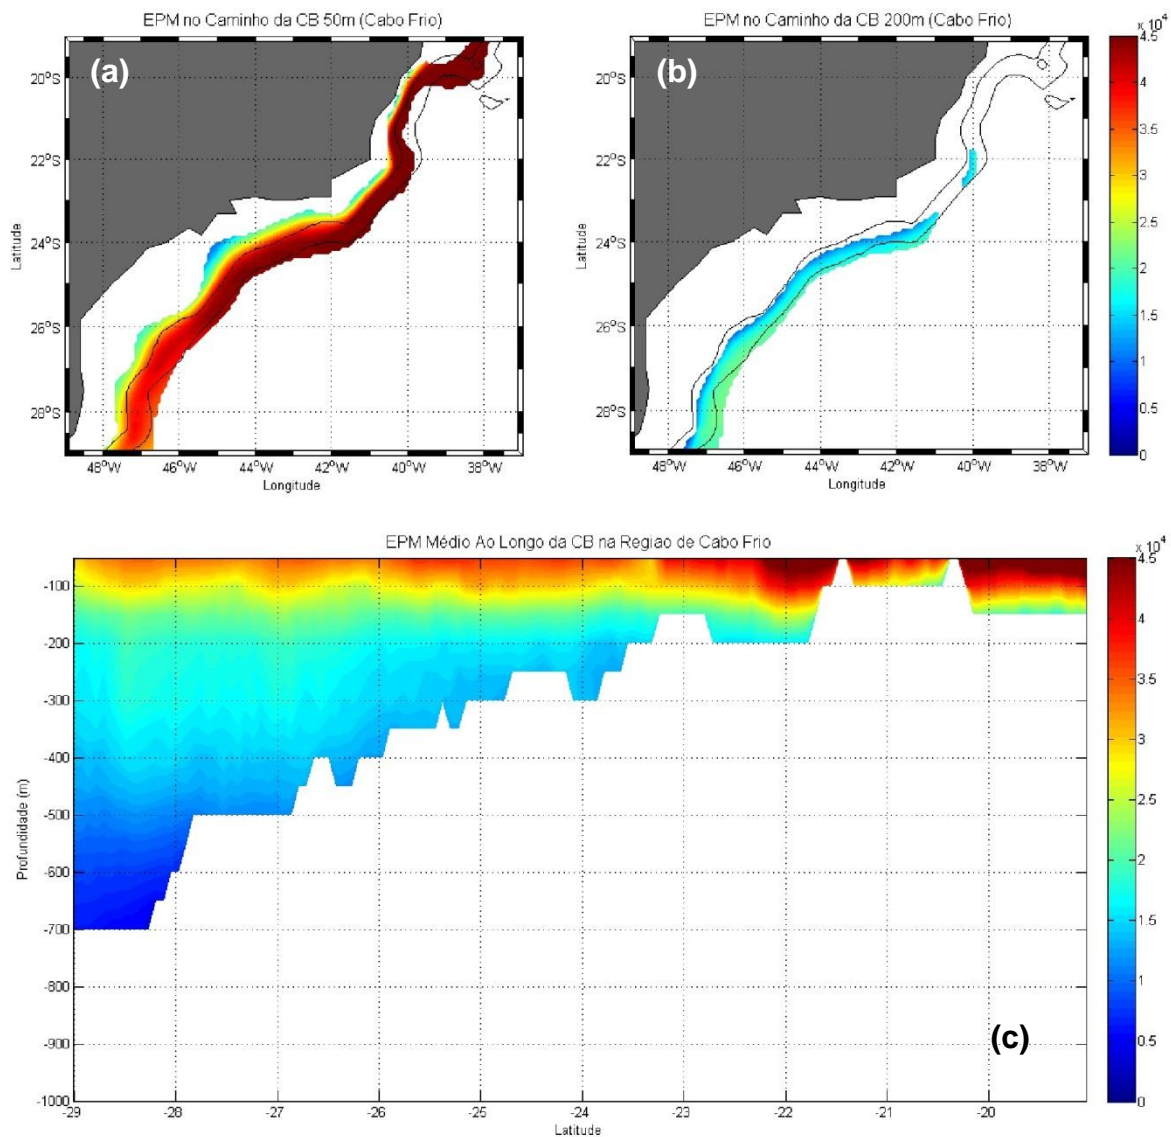 EPM no Caminho da CB 50m (Cabo Frio)
(a)
20°S
22°S
24°S
26°S
28°S
Latitude
48°W 46°W 44°W 42°W 40°W 38°W
Longitude
EPM no Caminho da CB 200m (Cabo Frio)
(b)
20°S
22°S
24°S
26°S
28°S
Latitude
48°W 46°W 44°W 42°W 40°W 38°W
Longitude
x 10⁴
4.5
4
3.5
3
2.5
2
1.5
1
0.5
0
EPM Médio Ao Longo da CB na Regiao de Cabo Frio
-100
-200
-300
-400
-500
-600
-700
-800
-900
-1000
Profundidade (m)
(c)
-29 -28 -27 -26 -25 -24 -23 -22 -21 -20
Latitude
x 10⁴
4.5
4
3.5
3
2.5
2
1.5
1
0.5
0